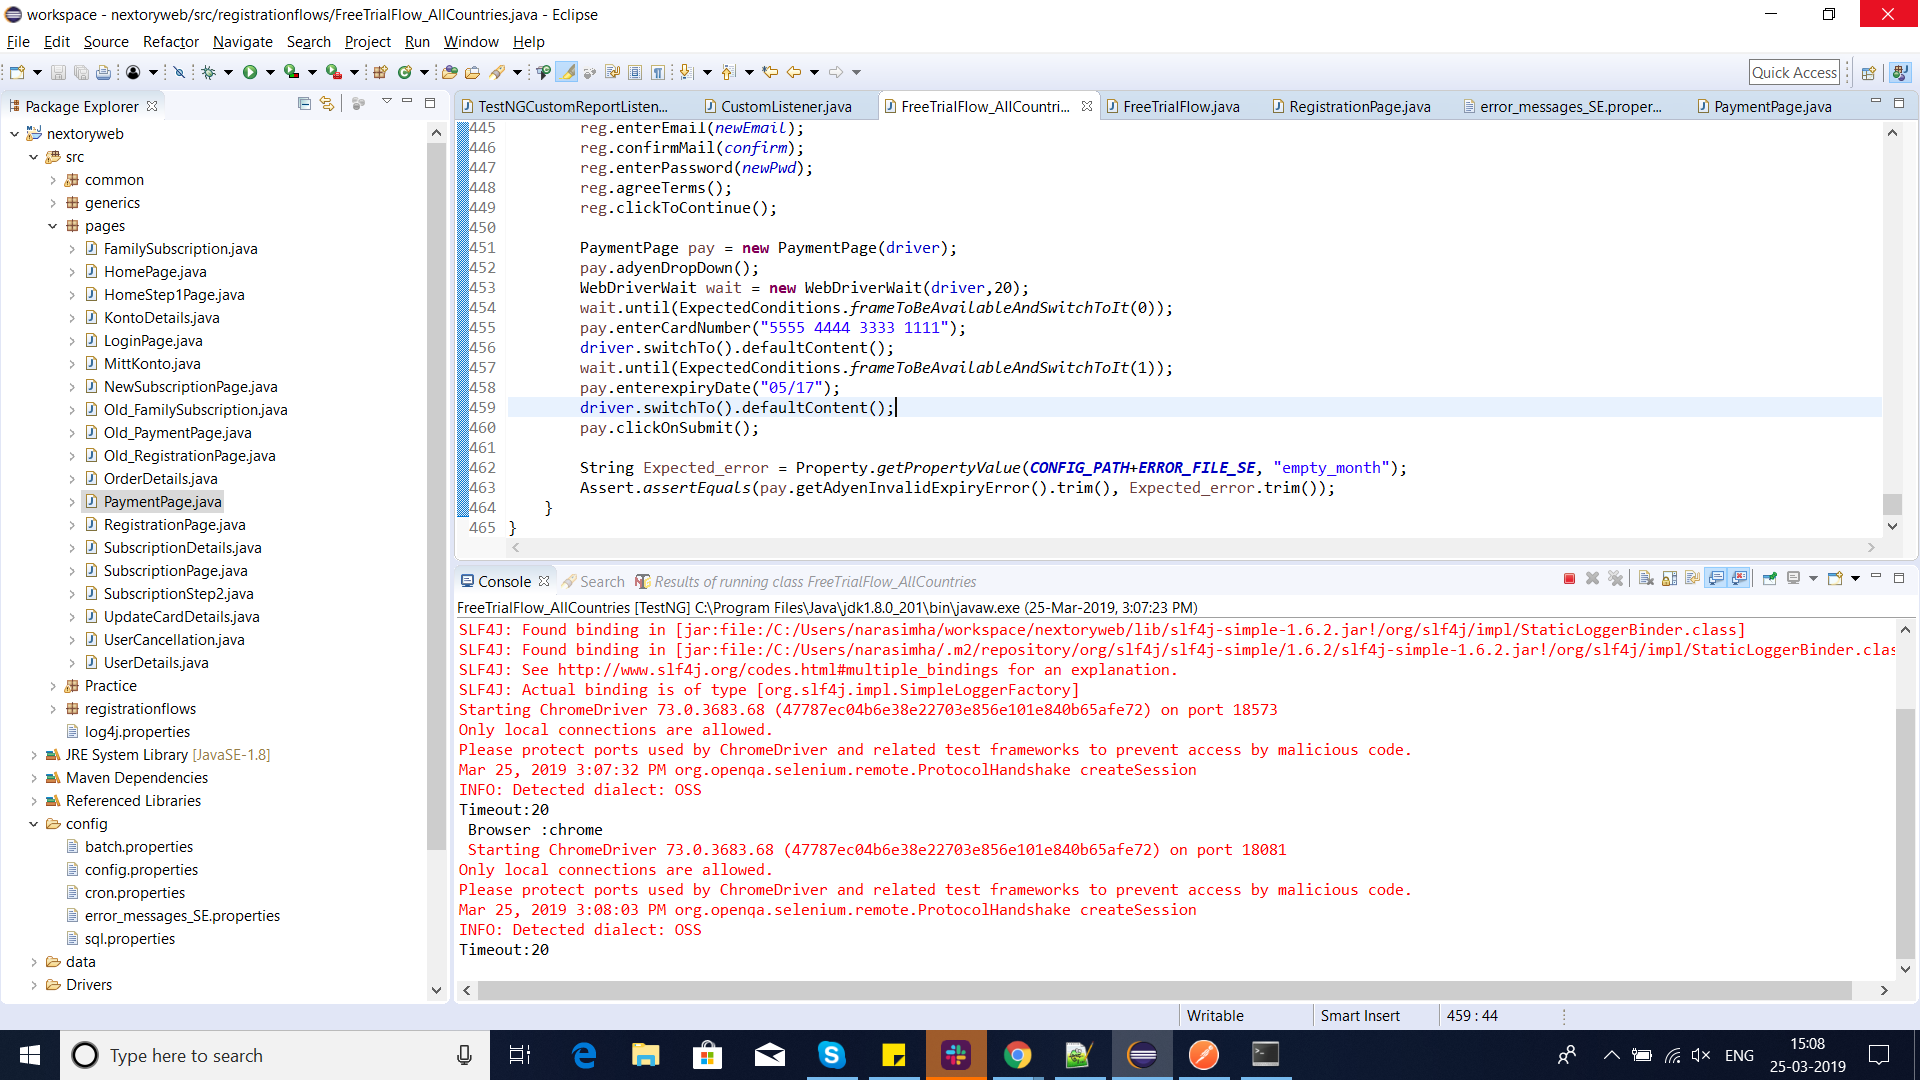 workspace - nextoryweb/src/registrationflows/FreeTrialFlow_AllCountries.java - Eclipse
File Edit Source Refactor Navigate Search Project Run Window Help
Quick Access
Package Explorer
nextoryweb
src
common
generics
pages
FamilySubscription.java
HomePage.java
HomeStep1Page.java
KontoDetails.java
LoginPage.java
MittKonto.java
NewSubscriptionPage.java
Old_FamilySubscription.java
Old_PaymentPage.java
Old_RegistrationPage.java
OrderDetails.java
PaymentPage.java
RegistrationPage.java
SubscriptionDetails.java
SubscriptionPage.java
SubscriptionStep2.java
UpdateCardDetails.java
UserCancellation.java
UserDetails.java
Practice
registrationflows
log4j.properties
JRE System Library [JavaSE-1.8]
Maven Dependencies
Referenced Libraries
config
batch.properties
config.properties
cron.properties
error_messages_SE.properties
sql.properties
data
Drivers
TestNGCustomReportListen... CustomListener.java FreeTrialFlow_AllCountri... FreeTrialFlow.java RegistrationPage.java error_messages_SE.proper... PaymentPage.java
445 reg.enterEmail(newEmail);
446 reg.confirmMail(confirm);
447 reg.enterPassword(newPwd);
448 reg.agreeTerms();
449 reg.clickToContinue();
450
451 PaymentPage pay = new PaymentPage(driver);
452 pay.adyenDropDown();
453 WebDriverWait wait = new WebDriverWait(driver,20);
454 wait.until(ExpectedConditions.frameToBeAvailableAndSwitchToIt(0));
455 pay.enterCardNumber("5555 4444 3333 1111");
456 driver.switchTo().defaultContent();
457 wait.until(ExpectedConditions.frameToBeAvailableAndSwitchToIt(1));
458 pay.enterexpiryDate("05/17");
459 driver.switchTo().defaultContent();
460 pay.clickOnSubmit();
461
462 String Expected_error = Property.getPropertyValue(CONFIG_PATH+ERROR_FILE_SE, "empty_month");
463 Assert.assertEquals(pay.getAdyenInvalidExpiryError().trim(), Expected_error.trim());
464 }
465 }
Console Search Results of running class FreeTrialFlow_AllCountries
FreeTrialFlow_AllCountries [TestNG] C:\Program Files\Java\jdk1.8.0_201\bin\javaw.exe (25-Mar-2019, 3:07:23 PM)
SLF4J: Found binding in [jar:file:/C:/Users/narasimha/workspace/nextoryweb/lib/slf4j-simple-1.6.2.jar!/org/slf4j/impl/StaticLoggerBinder.class]
SLF4J: Found binding in [jar:file:/C:/Users/narasimha/.m2/repository/org/slf4j/slf4j-simple/1.6.2/slf4j-simple-1.6.2.jar!/org/slf4j/impl/StaticLoggerBinder.clas
SLF4J: See http://www.slf4j.org/codes.html#multiple_bindings for an explanation.
SLF4J: Actual binding is of type [org.slf4j.impl.SimpleLoggerFactory]
Starting ChromeDriver 73.0.3683.68 (47787ec04b6e38e22703e856e101e840b65afe72) on port 18573
Only local connections are allowed.
Please protect ports used by ChromeDriver and related test frameworks to prevent access by malicious code.
Mar 25, 2019 3:07:32 PM org.openqa.selenium.remote.ProtocolHandshake createSession
INFO: Detected dialect: OSS
Timeout:20
Browser :chrome
Starting ChromeDriver 73.0.3683.68 (47787ec04b6e38e22703e856e101e840b65afe72) on port 18081
Only local connections are allowed.
Please protect ports used by ChromeDriver and related test frameworks to prevent access by malicious code.
Mar 25, 2019 3:08:03 PM org.openqa.selenium.remote.ProtocolHandshake createSession
INFO: Detected dialect: OSS
Timeout:20
Writable Smart Insert 459 : 44
Type here to search
ENG
15:08
25-03-2019